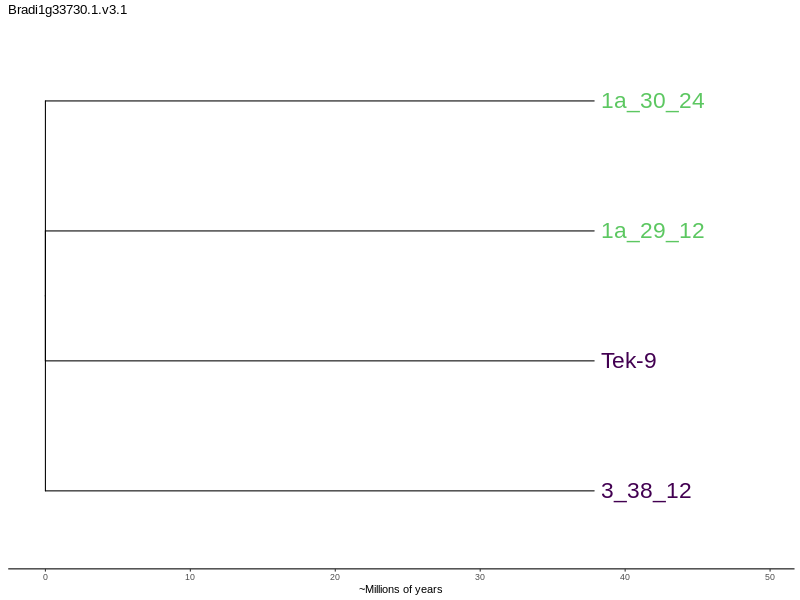 Bradi1g33730.1.v3.1
1a_30_24
1a_29_12
Tek-9
3_38_12
0 10 20 30 40 50
~Millions of years